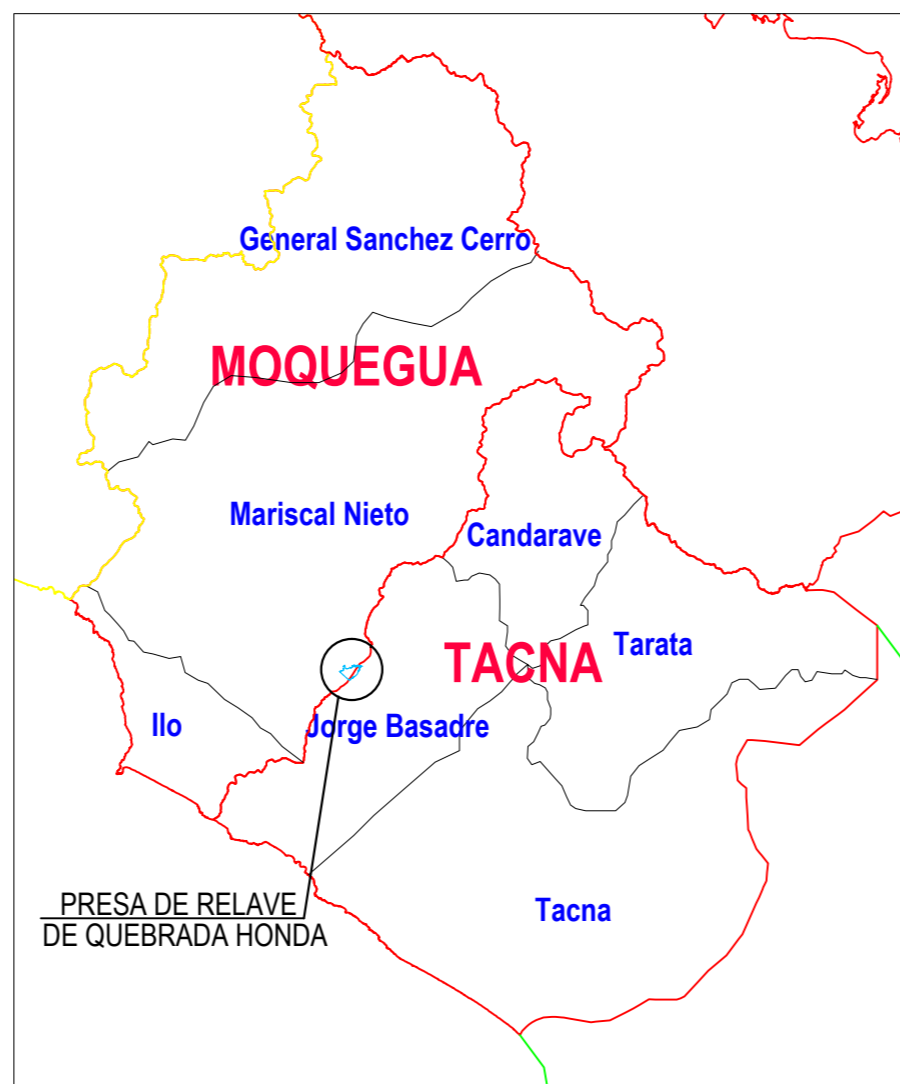 General Sanchez Cerro
MOQUEGUA
Mariscal Nieto
Candarave
TACNA
Tarata
Ilo
Jorge Basadre
PRESA DE RELAVE
DE QUEBRADA HONDA
Tacna